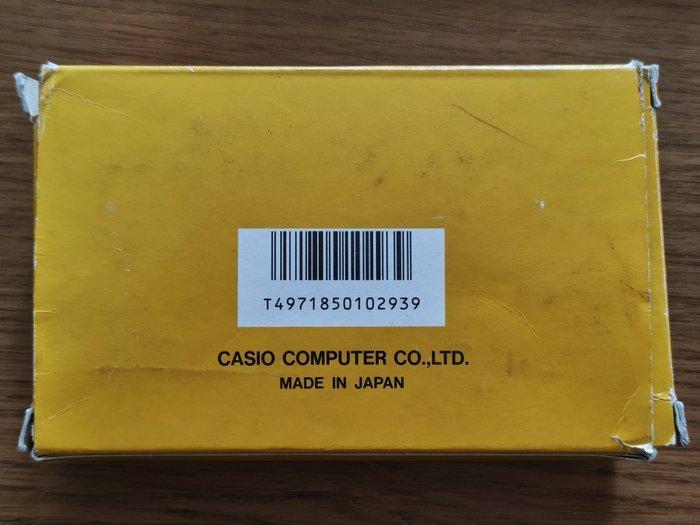 T4971850102939
CASIO COMPUTER CO.,LTD.
MADE IN JAPAN